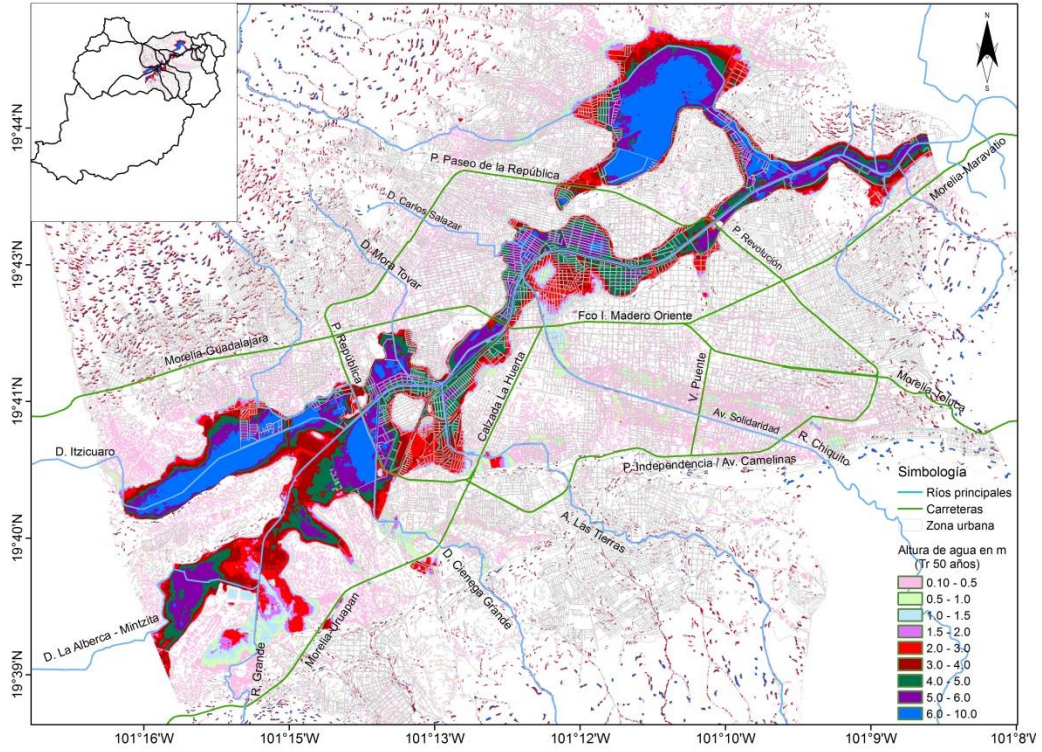 N
S
19°44'N
19°43'N
19°41'N
19°40'N
19°39'N
P. Paseo de la República
D. Carlos Salazar
D. Mora Tovar
Morelia-Maravatío
P. Revolución
Fco I. Madero Oriente
Morelia-Guadalajara
P. República
Calzada La Huerta
V. Puente
Morelia-Toluca
Av. Solidaridad
R. Chiquito
P. Independencia / Av. Camelinas
D. Itzicuaro
A. Las Tierras
D. Cienega Grande
D. La Alberca - Mintzita
R. Grande
Morelia-Uruapan
Simbología
Ríos principales
Carreteras
Zona urbana
Altura de agua en m
(Tr 50 años)
0.10 - 0.5
0.5 - 1.0
1.0 - 1.5
1.5 - 2.0
2.0 - 3.0
3.0 - 4.0
4.0 - 5.0
5.0 - 6.0
6.0 - 10.0
101°16'W
101°15'W
101°13'W
101°12'W
101°10'W
101°9'W
101°8'V